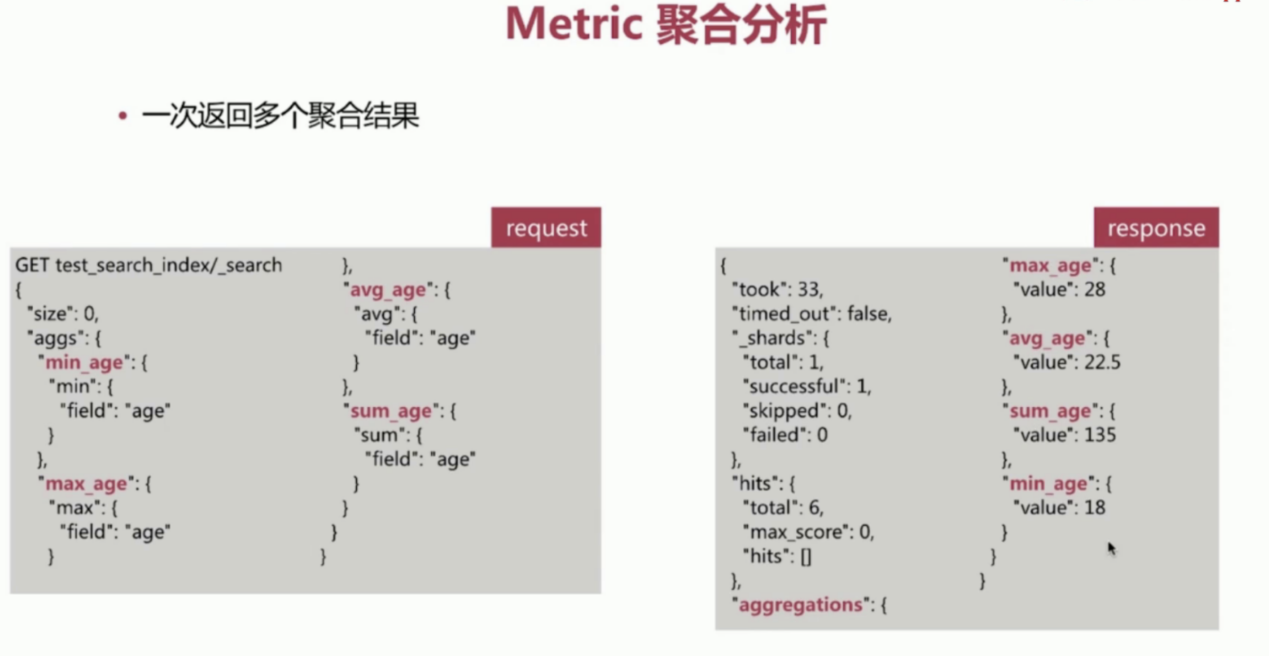 Metric 聚合分析
• 一次返回多个聚合结果
request
GET test_search_index/_search
{
"size": 0,
"aggs": {
"min_age": {
"min": {
"field": "age"
}
},
"max_age": {
"max": {
"field": "age"
}
},
"avg_age": {
"avg": {
"field": "age"
}
},
"sum_age": {
"sum": {
"field": "age"
}
}
}
}
response
{
"took": 33,
"timed_out": false,
"_shards": {
"total": 1,
"successful": 1,
"skipped": 0,
"failed": 0
},
"hits": {
"total": 6,
"max_score": 0,
"hits": []
},
"aggregations": {
"max_age": {
"value": 28
},
"avg_age": {
"value": 22.5
},
"sum_age": {
"value": 135
},
"min_age": {
"value": 18
}
}
}